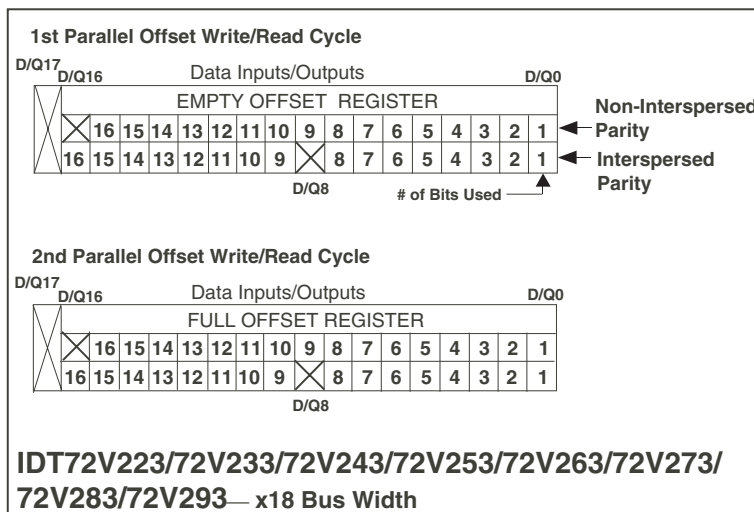 1st Parallel Offset Write/Read Cycle
D/Q17
D/Q16 Data Inputs/Outputs D/Q0
EMPTY OFFSET REGISTER
16 15 14 13 12 11 10 9 8 7 6 5 4 3 2 1
Non-Interspersed
Parity
16 15 14 13 12 11 10 9 8 7 6 5 4 3 2 1
Interspersed
Parity
D/Q8
# of Bits Used
2nd Parallel Offset Write/Read Cycle
D/Q17
D/Q16 Data Inputs/Outputs D/Q0
FULL OFFSET REGISTER
16 15 14 13 12 11 10 9 8 7 6 5 4 3 2 1
16 15 14 13 12 11 10 9 8 7 6 5 4 3 2 1
D/Q8
IDT72V223/72V233/72V243/72V253/72V263/72V273/
72V283/72V293— x18 Bus Width